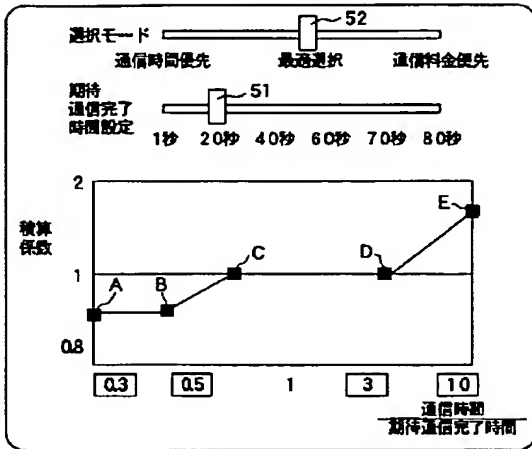 52
選択モード
通信時間優先 最適選択 通信料金優先
期待
通信完了
時間設定
51
1秒 20秒 40秒 60秒 70秒 80秒
2
積算
係数
1
0.8
A B C D E
0.3 0.5 1 3 10
通信時間
期待通信完了時間